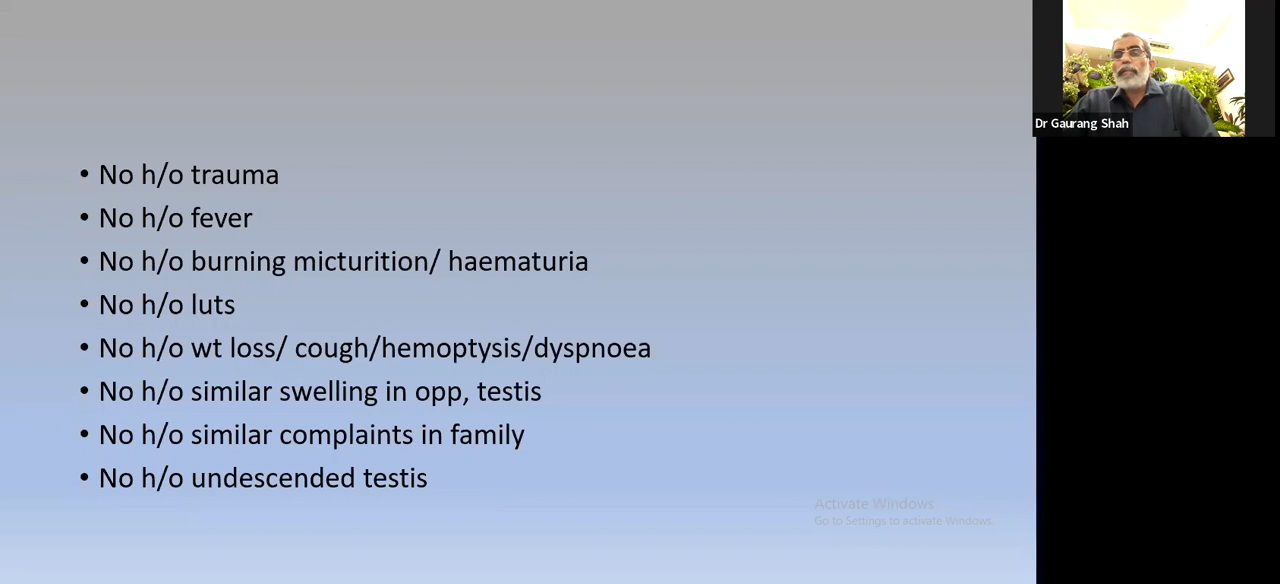 Dr Gaurang Shah
• No h/o trauma
• No h/o fever
• No h/o burning micturition/ haematuria
• No h/o luts
• No h/o wt loss/ cough/hemoptysis/dyspnoea
• No h/o similar swelling in opp, testis
• No h/o similar complaints in family
• No h/o undescended testis
Activate Windows
Go to Settings to activate Windows.